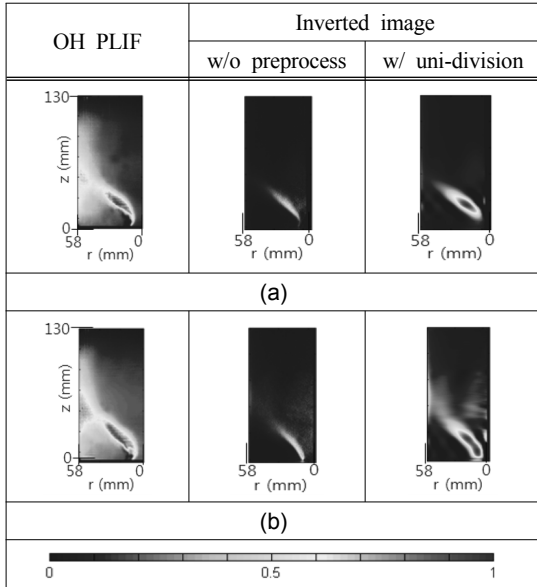 OH PLIF
Inverted image
w/o preprocess
w/ uni-division
130
z (mm)
0
58
0
r (mm)
58
0
r (mm)
58
0
r (mm)
(a)
130
z (mm)
0
58
0
r (mm)
58
0
r (mm)
58
0
r (mm)
(b)
0
0.5
1